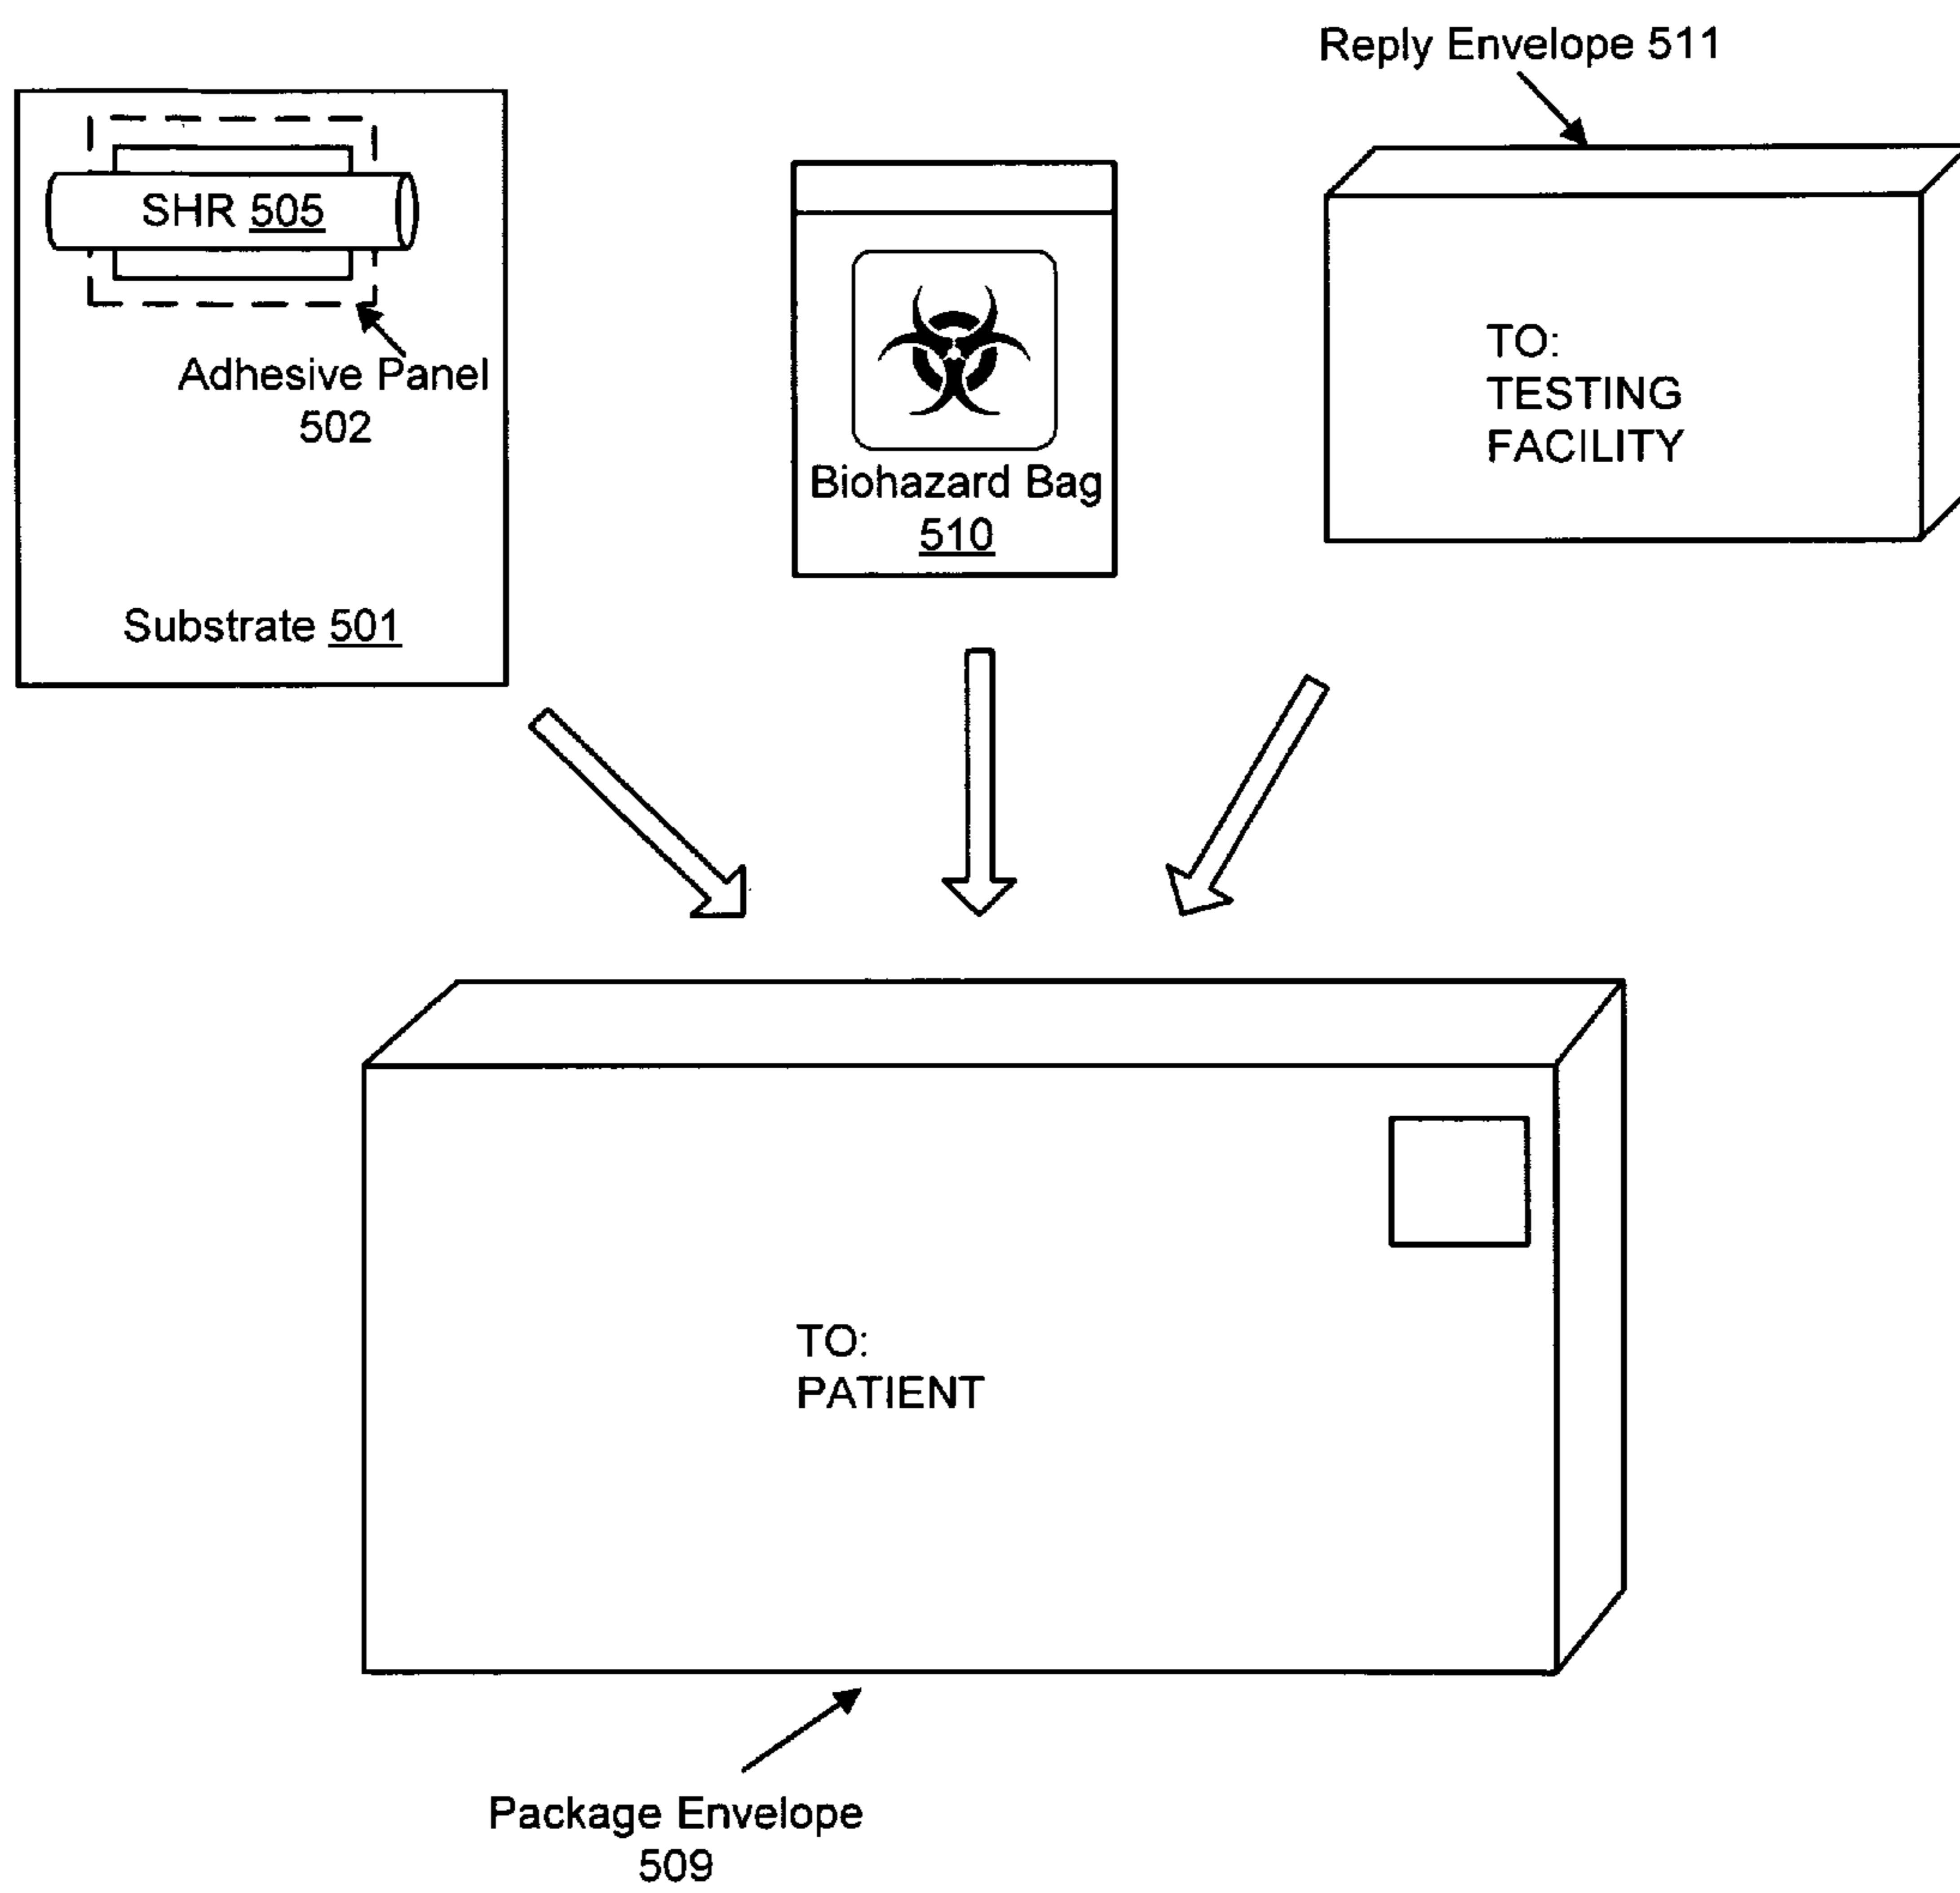 Reply Envelope 511
SHR 505
Adhesive Panel
502
Substrate 501
Biohazard Bag
510
TO:
TESTING
FACILITY
TO:
PATIENT
Package Envelope
509